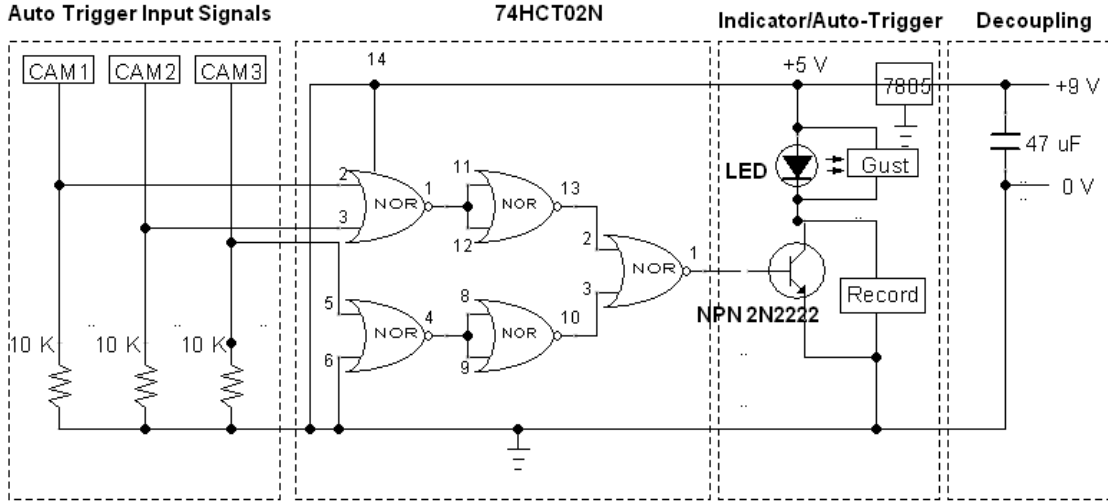 Auto Trigger Input Signals
74HCT02N
Indicator/Auto-Trigger
Decoupling
CAM1
CAM2
CAM3
14
+5 V
7805
+9 V
47 uF
0 V
LED
Gust
2
3
NOR
1
11
12
NOR
13
2
3
NOR
1
5
6
NOR
4
8
9
NOR
10
NPN 2N2222
Record
10 K
10 K
10 K